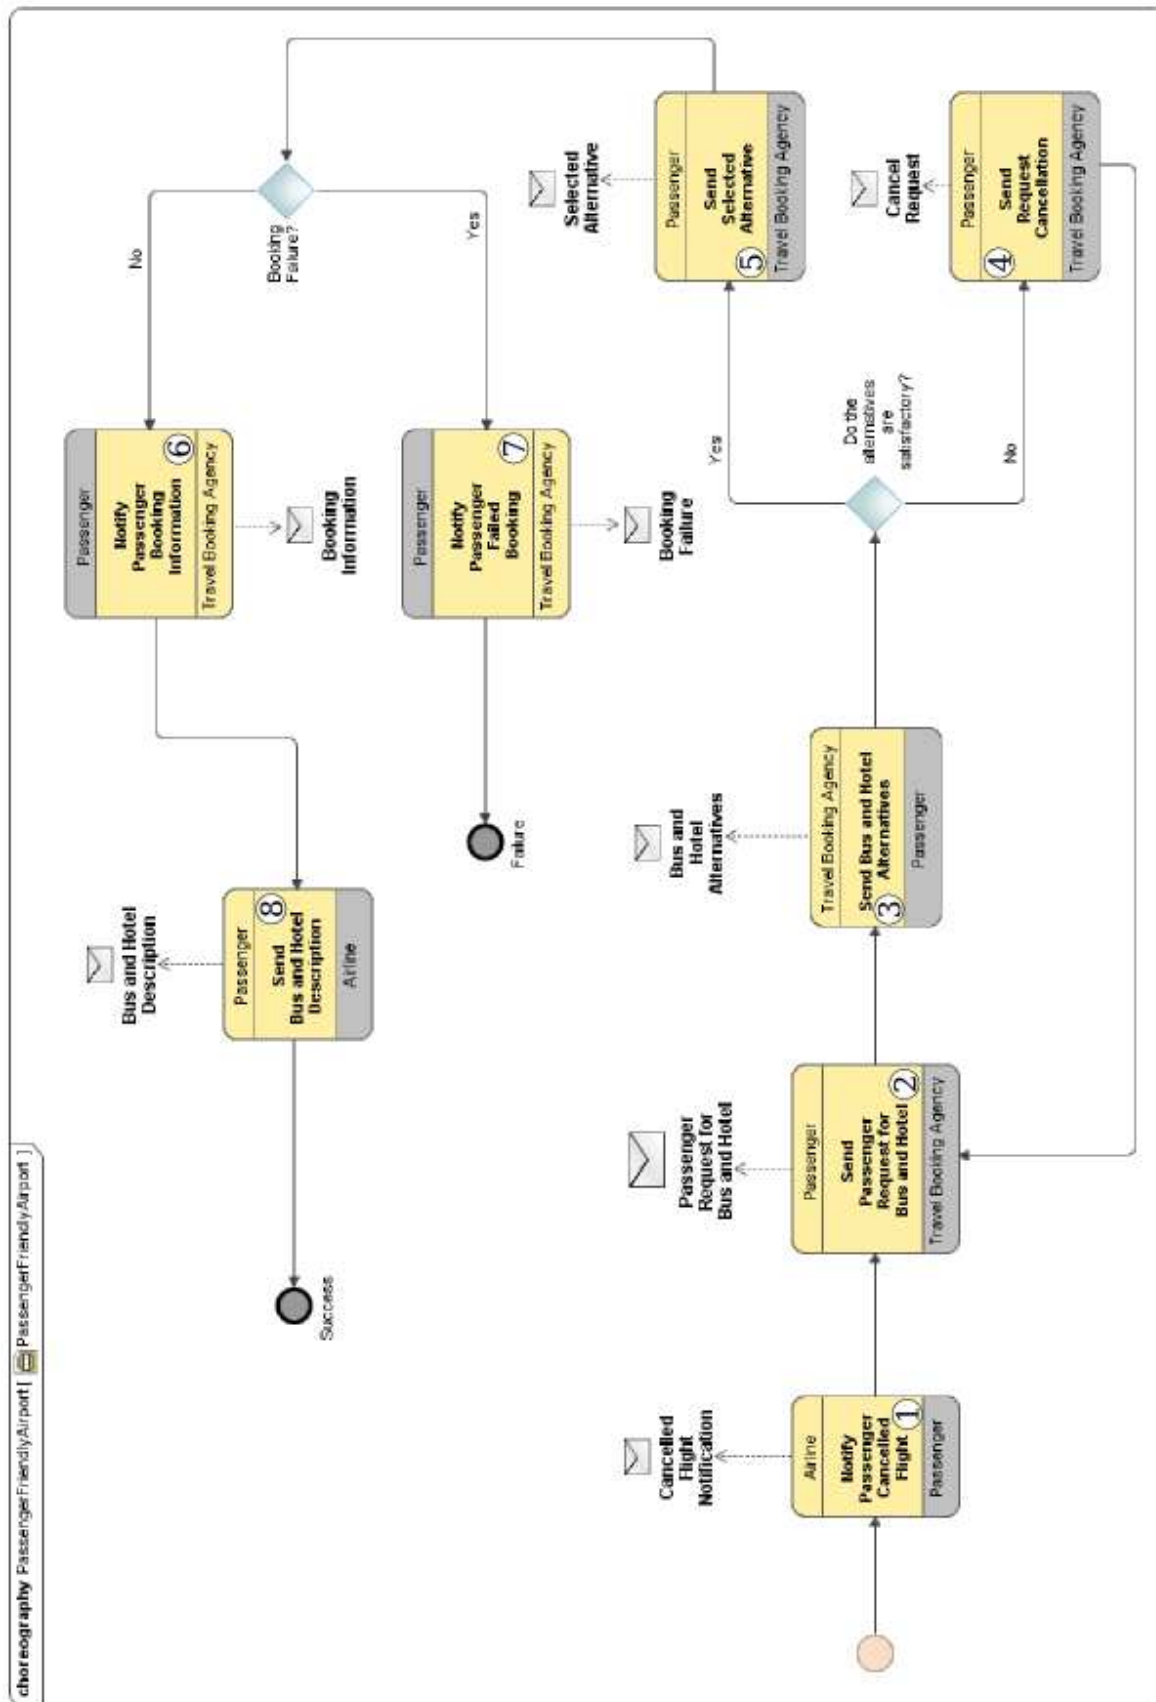 choreography PassengerFriendlyAirport [ PassengerFriendlyAirport ]
Cancelled
Flight
Notification
Airline
Notify
Passenger
Cancelled
Flight
1
Passenger
Passenger
Request for
Bus and Hotel
Passenger
Send
Passenger
Request for
Bus and Hotel
2
Travel Booking Agency
Bus and
Hotel
Alternatives
Travel Booking Agency
Send Bus and Hotel
Alternatives
3
Passenger
Do the
alternatives
are
satisfactory?
Yes
No
Cancel
Request
Passenger
Send
Request
Cancellation
4
Travel Booking Agency
Selected
Alternative
Passenger
Send
Selected
Alternative
5
Travel Booking Agency
Booking
Failure?
No
Yes
Passenger
Notify
Passenger
Booking
Information
6
Travel Booking Agency
Booking
Information
Passenger
Notify
Passenger
Failed
Booking
7
Travel Booking Agency
Booking
Failure
Failure
Bus and Hotel
Description
Passenger
8
Send
Bus and Hotel
Description
Airline
Success